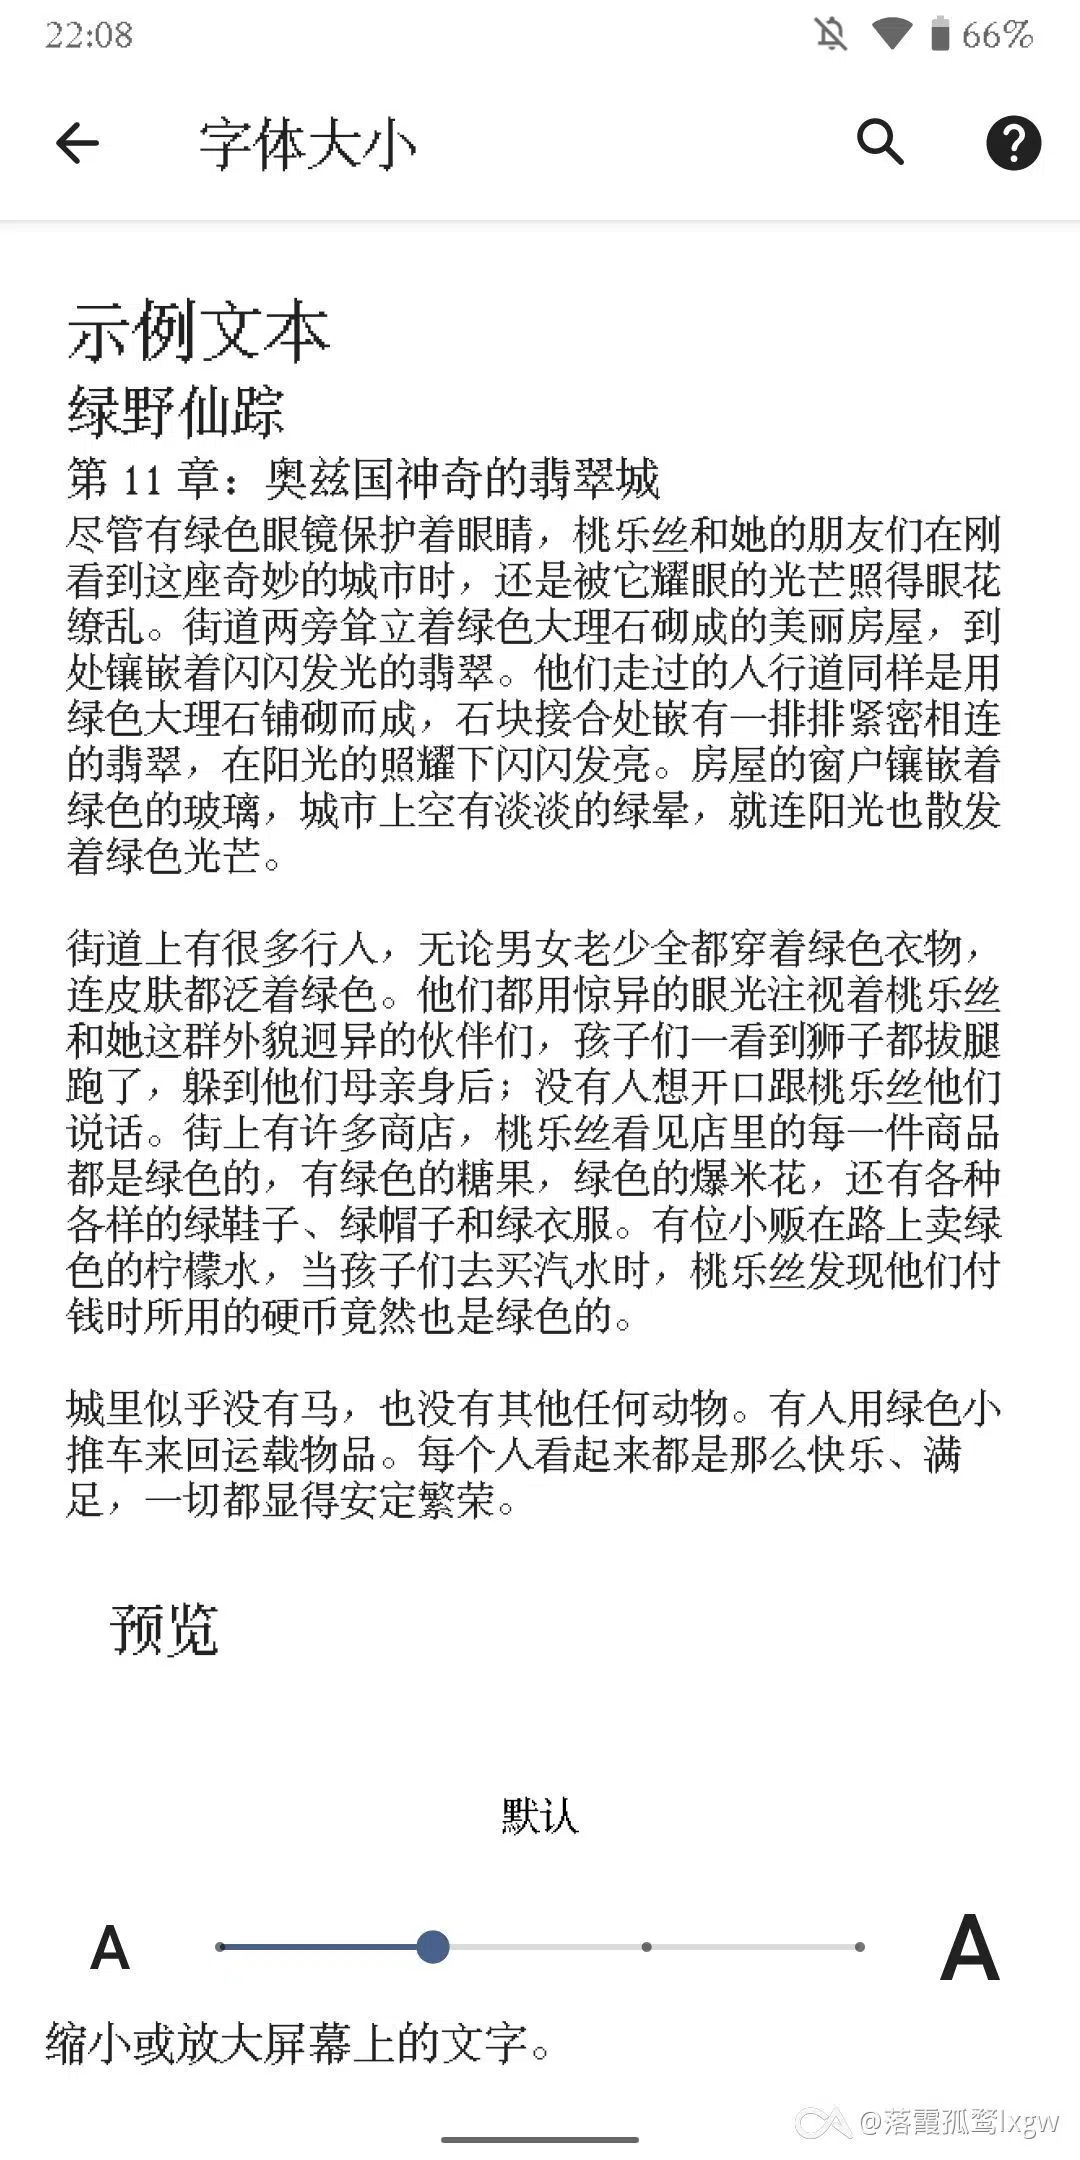 22:08
66%
字体大小
示例文本
绿野仙踪
第 11 章：奥兹国神奇的翡翠城
尽管有绿色眼镜保护着眼睛，桃乐丝和她的朋友们在刚
看到这座奇妙的城市时，还是被它耀眼的光芒照得眼花
缭乱。街道两旁耸立着绿色大理石砌成的美丽房屋，到
处镶嵌着闪闪发光的翡翠。他们走过的人行道同样是用
绿色大理石铺砌而成，石块接合处嵌有一排排紧密相连
的翡翠，在阳光的照耀下闪闪发亮。房屋的窗户镶嵌着
绿色的玻璃，城市上空有淡淡的绿晕，就连阳光也散发
着绿色光芒。
街道上有很多行人，无论男女老少全都穿着绿色衣物，
连皮肤都泛着绿色。他们都用惊异的眼光注视着桃乐丝
和她这群外貌迥异的伙伴们，孩子们一看到狮子都拔腿
跑了，躲到他们母亲身后；没有人想开口跟桃乐丝他们
说话。街上有许多商店，桃乐丝看见店里的每一件商品
都是绿色的，有绿色的糖果，绿色的爆米花，还有各种
各样的绿鞋子、绿帽子和绿衣服。有位小贩在路上卖绿
色的柠檬水，当孩子们去买汽水时，桃乐丝发现他们付
钱时所用的硬币竟然也是绿色的。
城里似乎没有马，也没有其他任何动物。有人用绿色小
推车来回运载物品。每个人看起来都是那么快乐、满
足，一切都显得安定繁荣。
预览
默认
A A
缩小或放大屏幕上的文字。
@落霞孤鹜lxgw